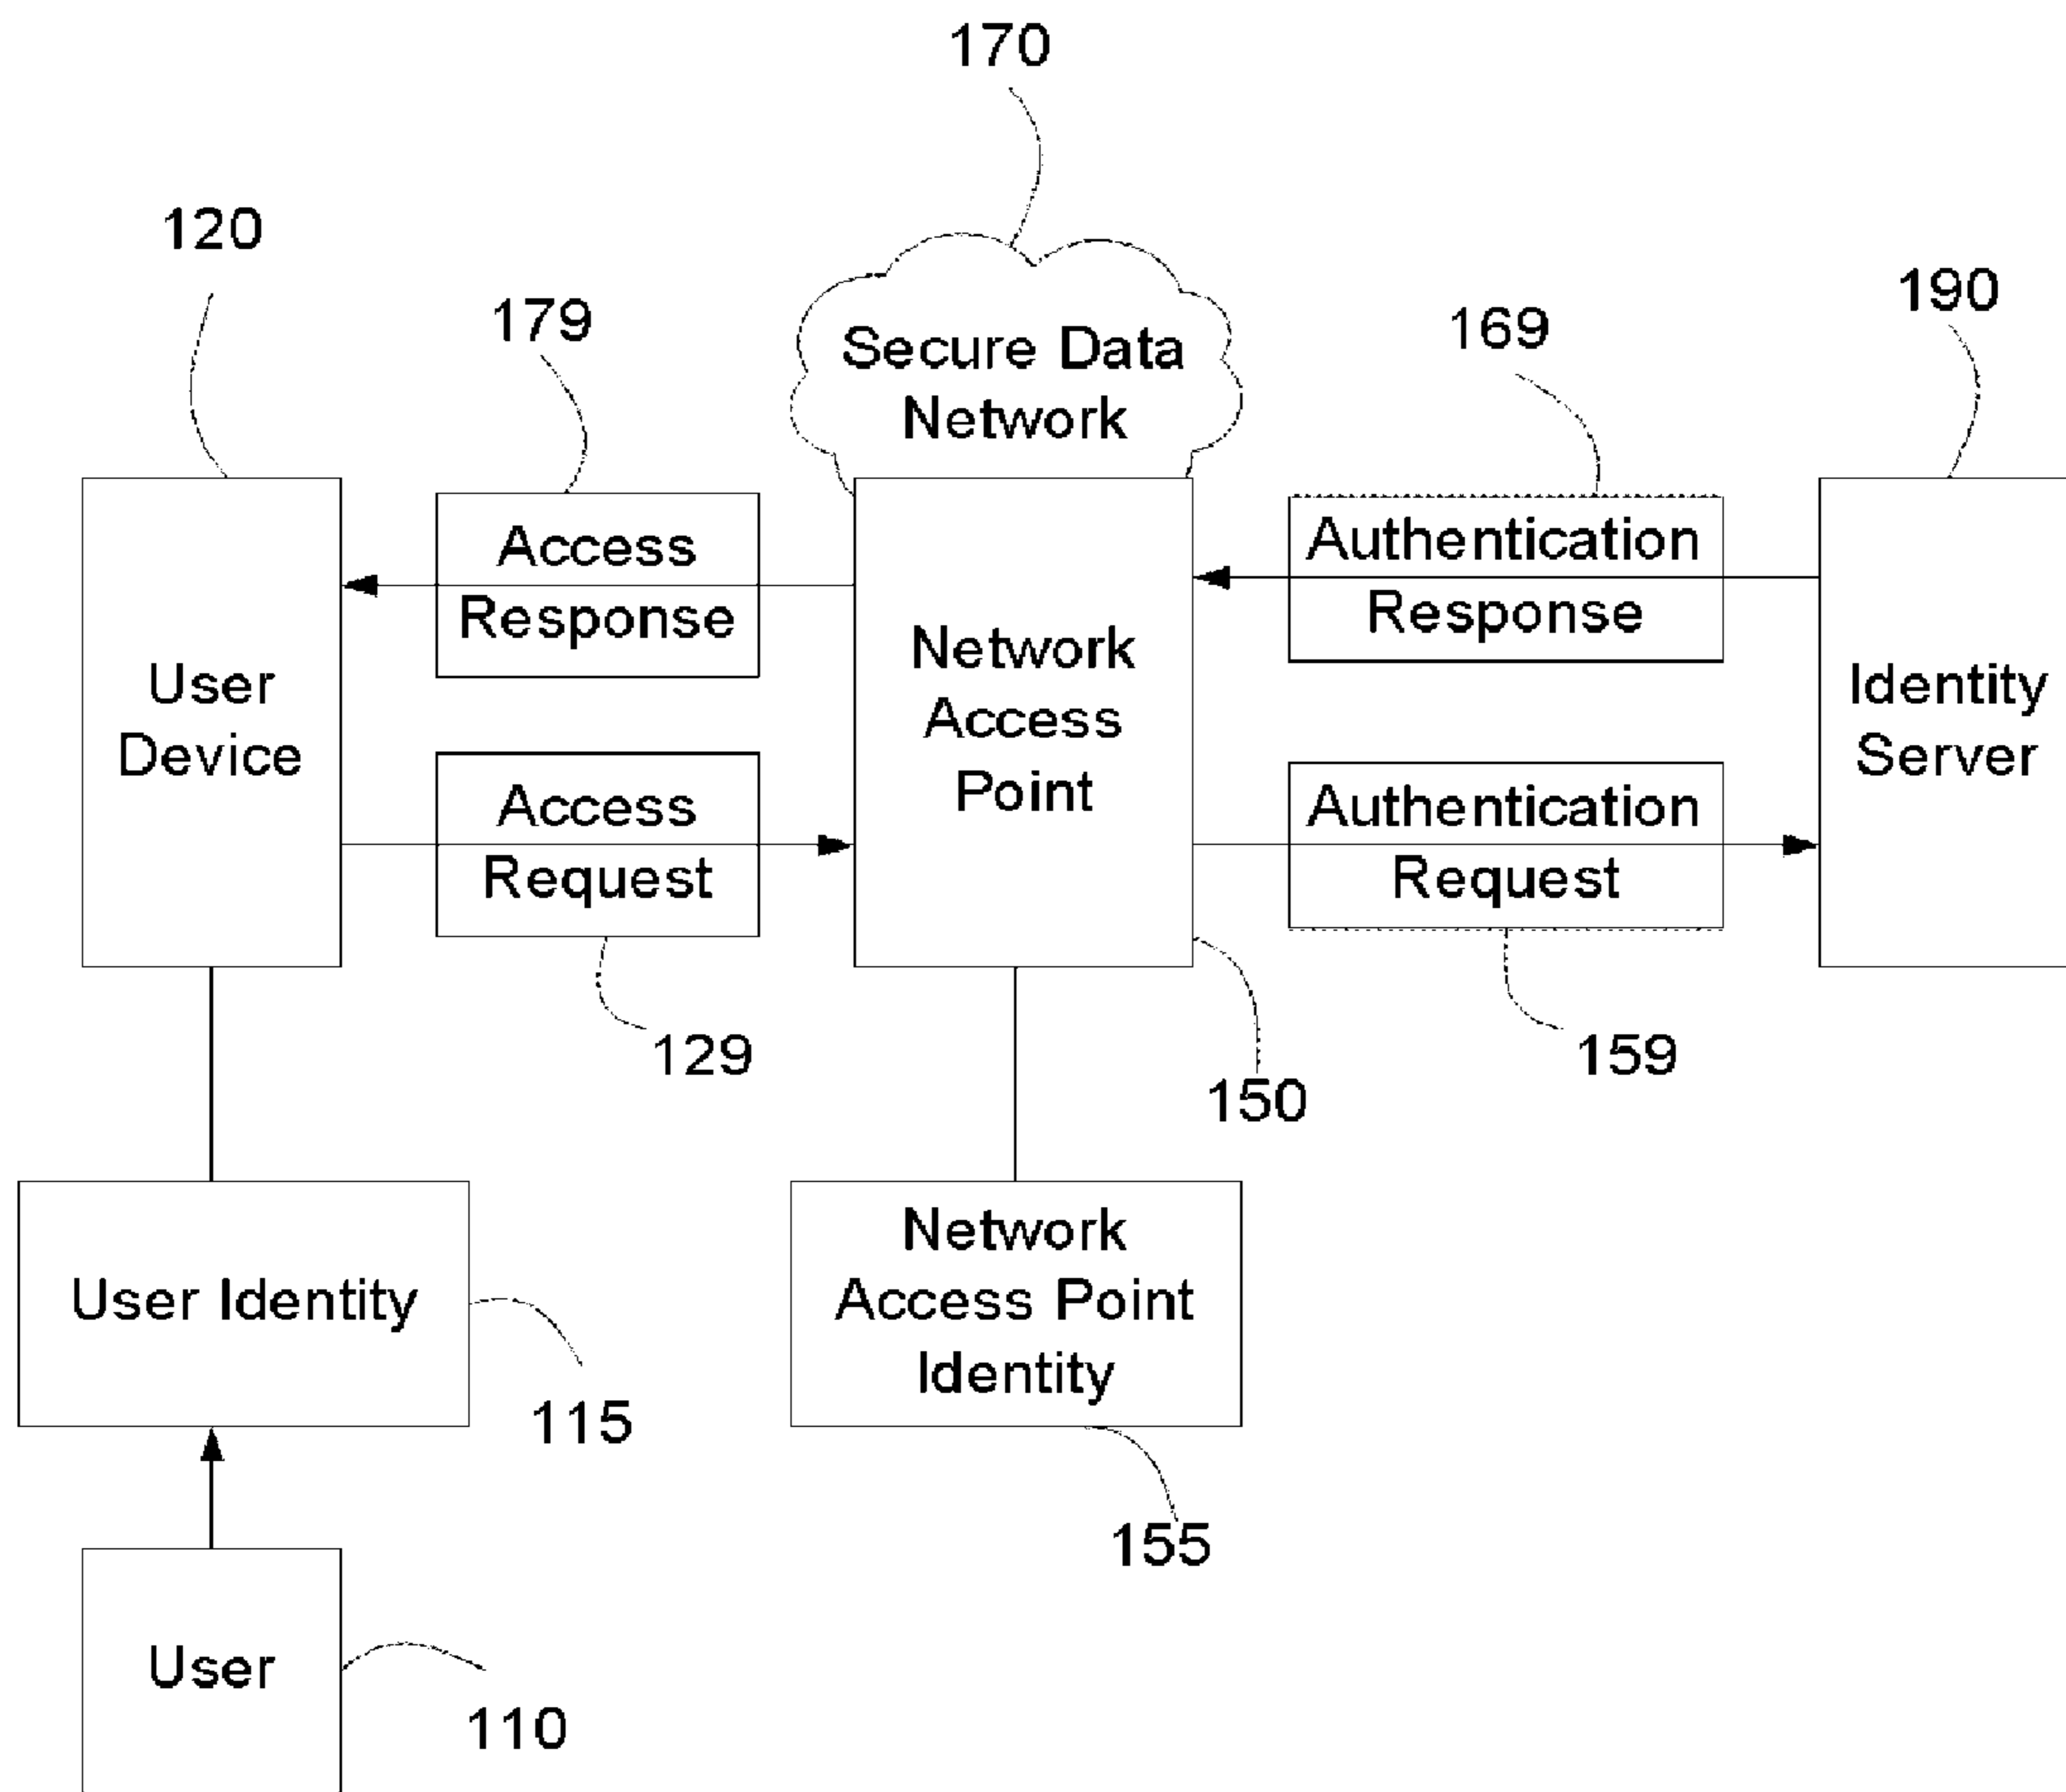 170
120
179
Secure Data
Network
169
190
Access
Response
Authentication
Response
User
Device
Network
Access
Point
Identity
Server
Access
Request
Authentication
Request
129
150
159
User Identity
115
Network
Access Point
Identity
155
User
110